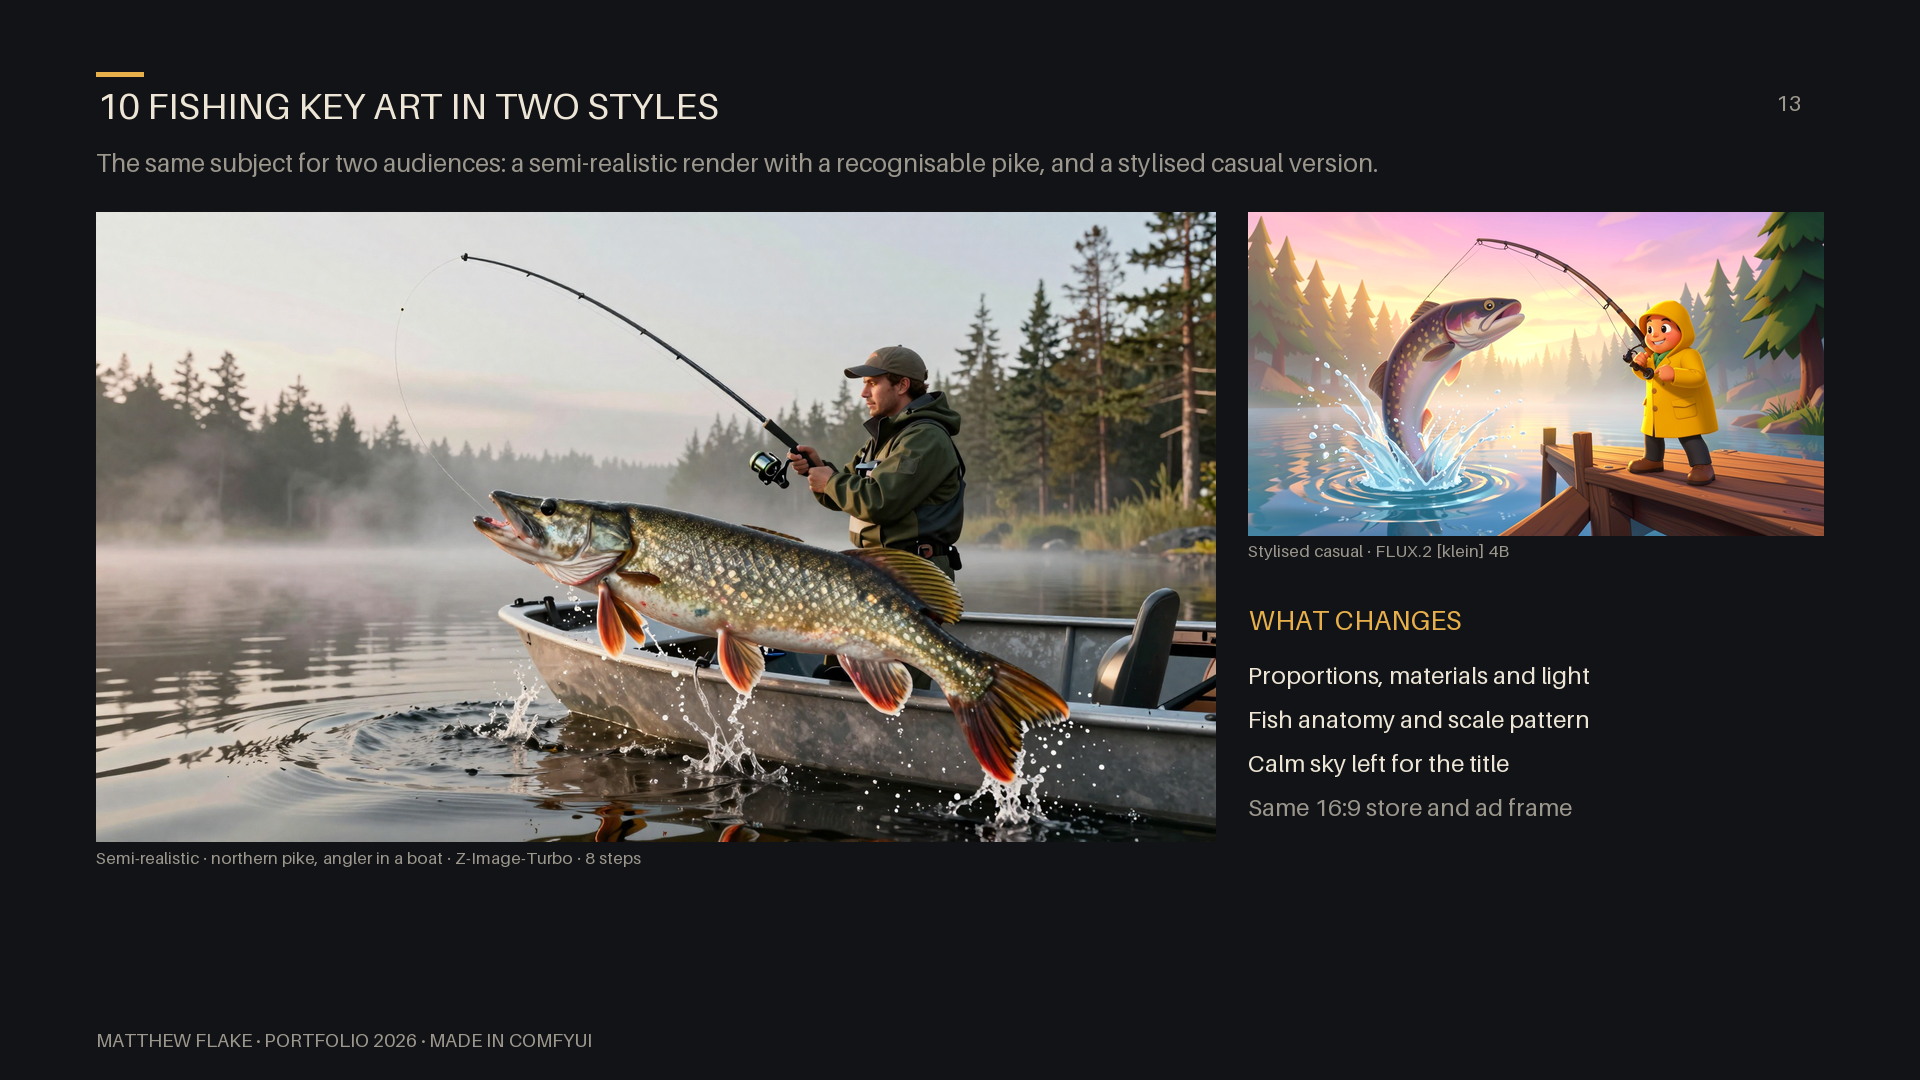 10 FISHING KEY ART IN TWO STYLES
13
The same subject for two audiences: a semi-realistic render with a recognisable pike, and a stylised casual version.
Stylised casual · FLUX.2 [klein] 4B
WHAT CHANGES
Proportions, materials and light
Fish anatomy and scale pattern
Calm sky left for the title
Same 16:9 store and ad frame
Semi-realistic · northern pike, angler in a boat · Z-Image-Turbo · 8 steps
MATTHEW FLAKE · PORTFOLIO 2026 · MADE IN COMFYUI